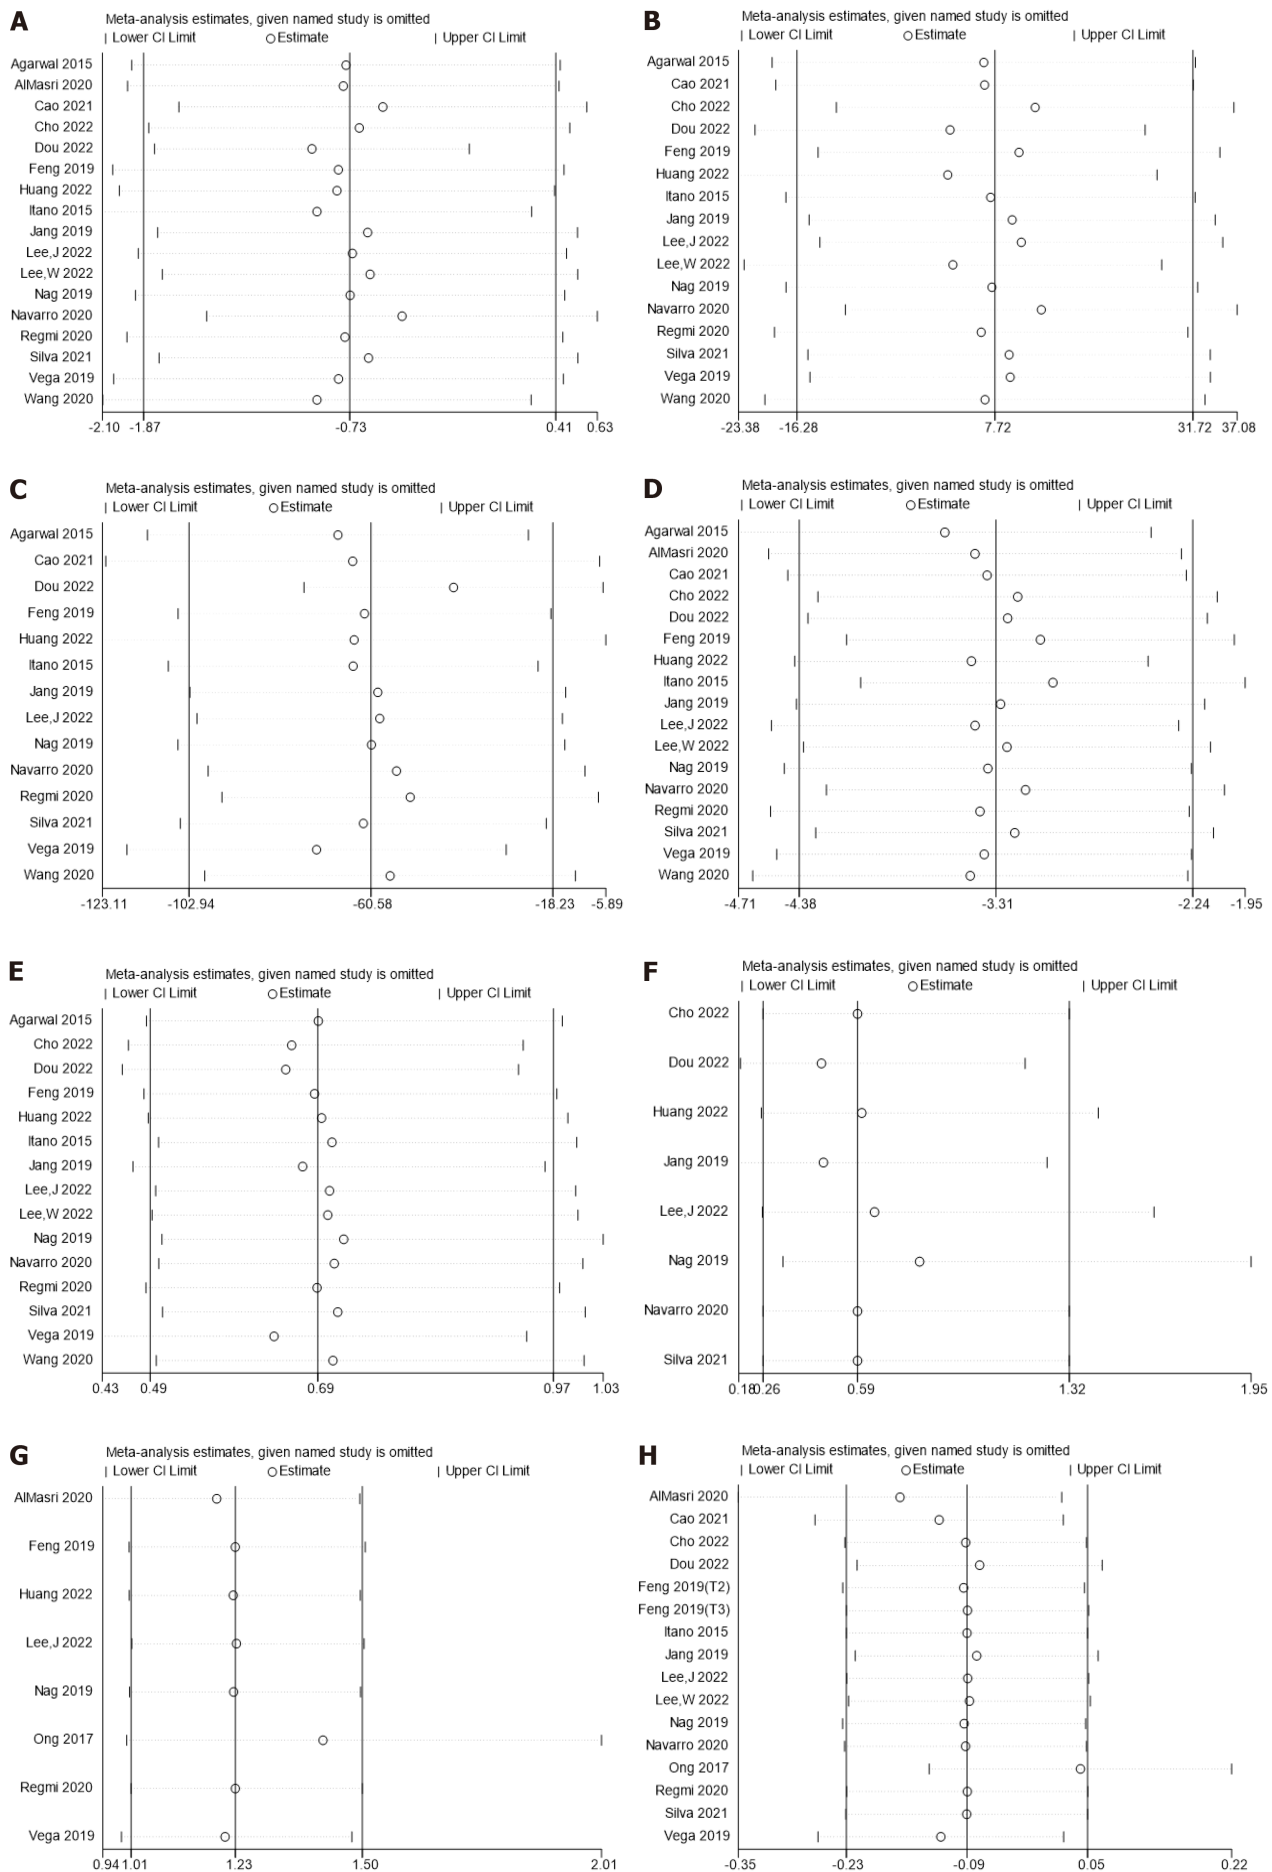 A
Meta-analysis estimates, given named study is omitted
| Lower CI Limit ○Estimate | Upper CI Limit
Agarwal 2015
AlMasri 2020
Cao 2021
Cho 2022
Dou 2022
Feng 2019
Huang 2022
Itano 2015
Jang 2019
Lee,J 2022
Lee,W 2022
Nag 2019
Navarro 2020
Regmi 2020
Silva 2021
Vega 2019
Wang 2020
-2.10 -1.87 -0.73 0.41 0.63
B
Meta-analysis estimates, given named study is omitted
| Lower CI Limit ○Estimate | Upper CI Limit
Agarwal 2015
Cao 2021
Cho 2022
Dou 2022
Feng 2019
Huang 2022
Itano 2015
Jang 2019
Lee,J 2022
Lee,W 2022
Nag 2019
Navarro 2020
Regmi 2020
Silva 2021
Vega 2019
Wang 2020
-23.38 -16.28 7.72 31.72 37.08
C
Meta-analysis estimates, given named study is omitted
| Lower CI Limit ○Estimate | Upper CI Limit
Agarwal 2015
Cao 2021
Dou 2022
Feng 2019
Huang 2022
Itano 2015
Jang 2019
Lee,J 2022
Nag 2019
Navarro 2020
Regmi 2020
Silva 2021
Vega 2019
Wang 2020
-123.11 -102.94 -60.58 -18.23 -5.89
D
Meta-analysis estimates, given named study is omitted
| Lower CI Limit ○Estimate | Upper CI Limit
Agarwal 2015
AlMasri 2020
Cao 2021
Cho 2022
Dou 2022
Feng 2019
Huang 2022
Itano 2015
Jang 2019
Lee,J 2022
Lee,W 2022
Nag 2019
Navarro 2020
Regmi 2020
Silva 2021
Vega 2019
Wang 2020
-4.71 -4.38 -3.31 -2.24 -1.95
E
Meta-analysis estimates, given named study is omitted
| Lower CI Limit ○Estimate | Upper CI Limit
Agarwal 2015
Cho 2022
Dou 2022
Feng 2019
Huang 2022
Itano 2015
Jang 2019
Lee,J 2022
Lee,W 2022
Nag 2019
Navarro 2020
Regmi 2020
Silva 2021
Vega 2019
Wang 2020
0.43 0.49 0.69 0.97 1.03
F
Meta-analysis estimates, given named study is omitted
| Lower CI Limit ○Estimate | Upper CI Limit
Cho 2022
Dou 2022
Huang 2022
Jang 2019
Lee,J 2022
Nag 2019
Navarro 2020
Silva 2021
0.18 0.26 0.59 1.32 1.95
G
Meta-analysis estimates, given named study is omitted
| Lower CI Limit ○Estimate | Upper CI Limit
AlMasri 2020
Feng 2019
Huang 2022
Lee,J 2022
Nag 2019
Ong 2017
Regmi 2020
Vega 2019
0.94 1.01 1.23 1.50 2.01
H
Meta-analysis estimates, given named study is omitted
| Lower CI Limit ○Estimate | Upper CI Limit
AlMasri 2020
Cao 2021
Cho 2022
Dou 2022
Feng 2019(T2)
Feng 2019(T3)
Itano 2015
Jang 2019
Lee,J 2022
Lee,W 2022
Nag 2019
Navarro 2020
Ong 2017
Regmi 2020
Silva 2021
Vega 2019
-0.35 -0.23 -0.09 0.05 0.22